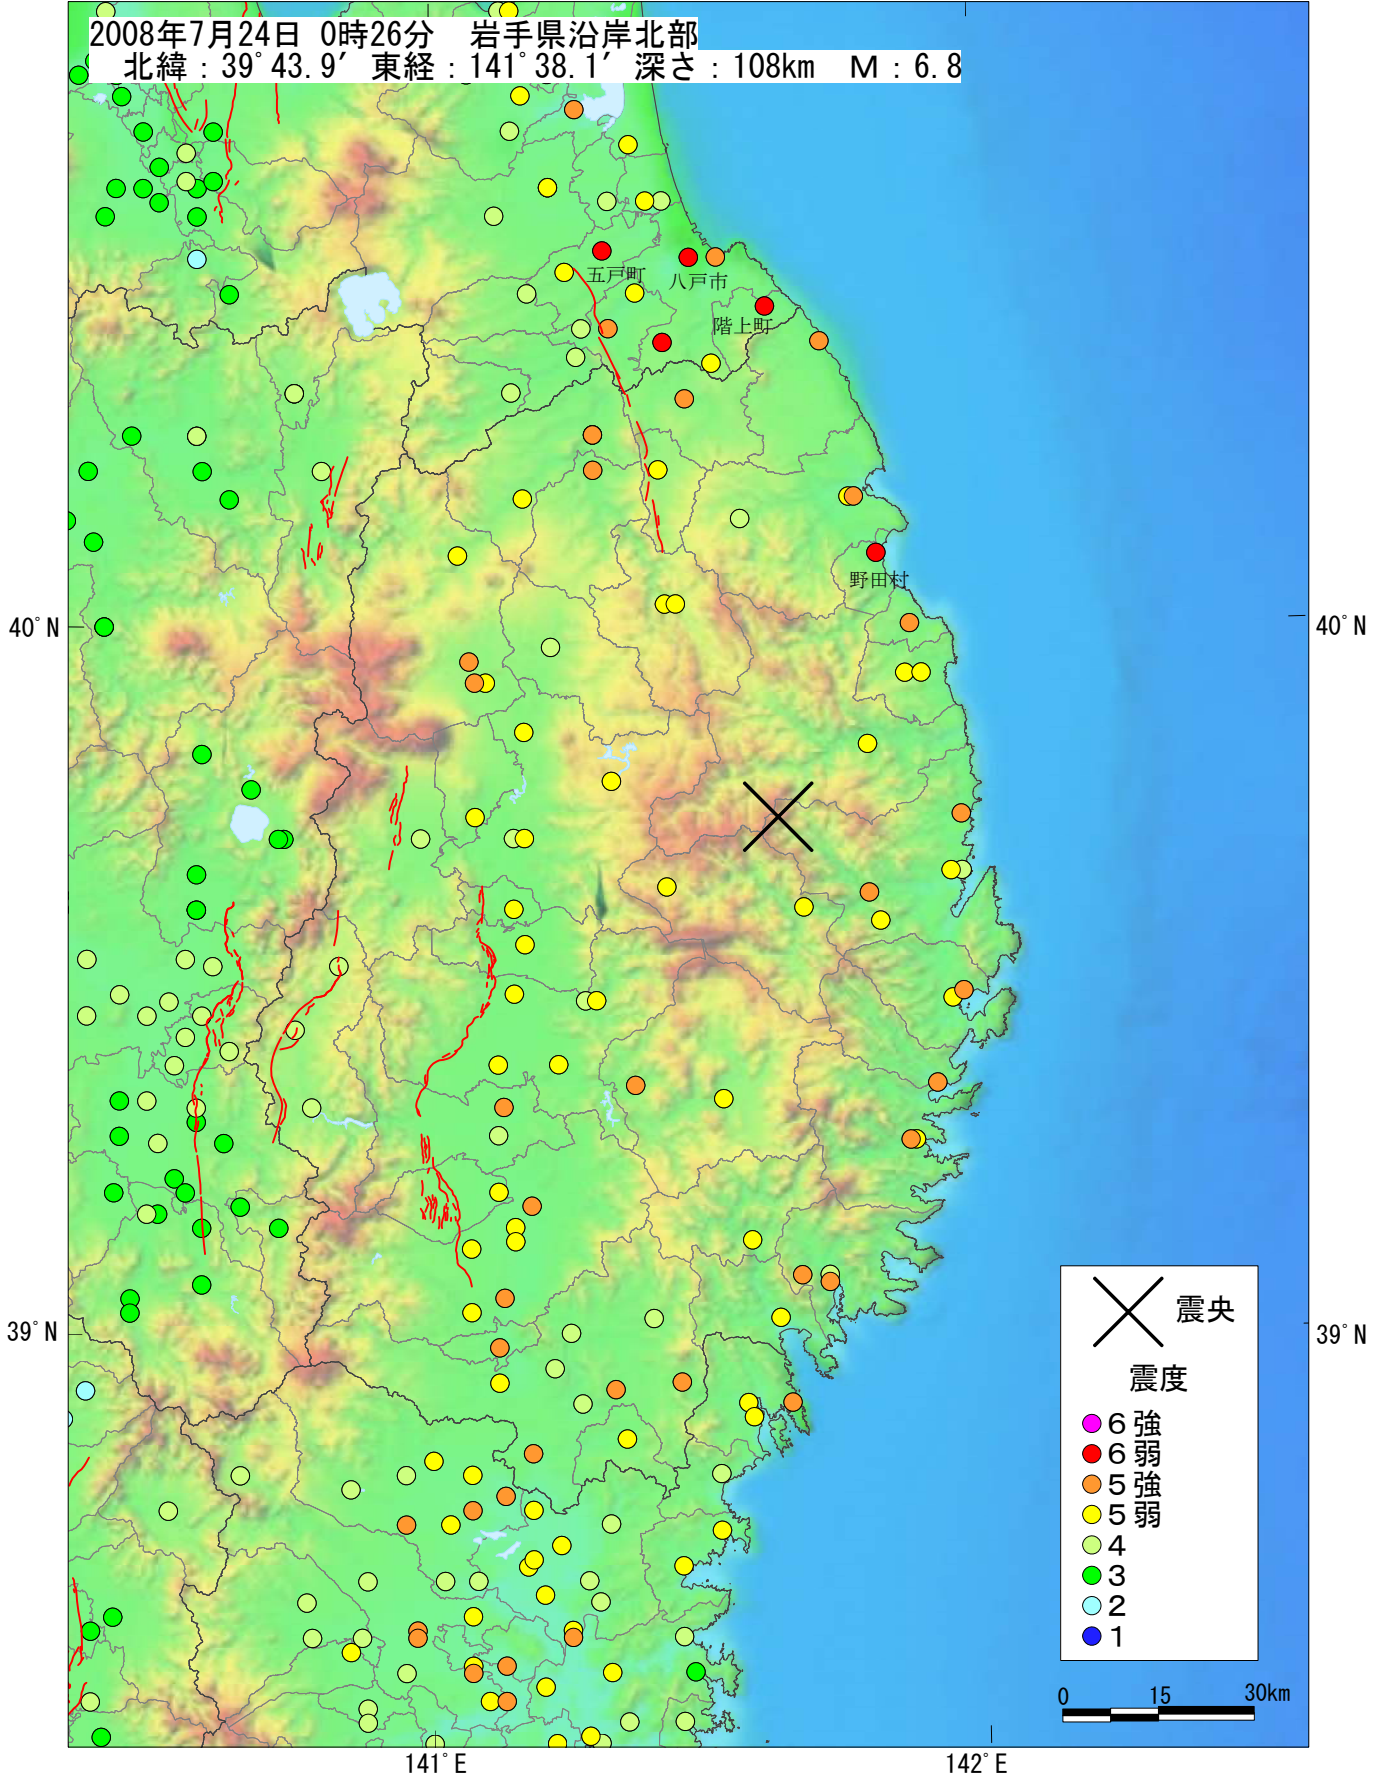 2008年7月24日 0時26分 岩手県沿岸北部
北緯：39ﾟ43.9′ 東経：141ﾟ38.1′ 深さ：108km M：6.8
五戸町
八戸市
階上町
野田村
40ﾟN
40ﾟN
39ﾟN
39ﾟN
震央
震度
6強
6弱
5強
5弱
4
3
2
1
0 15 30km
141ﾟE
142ﾟE